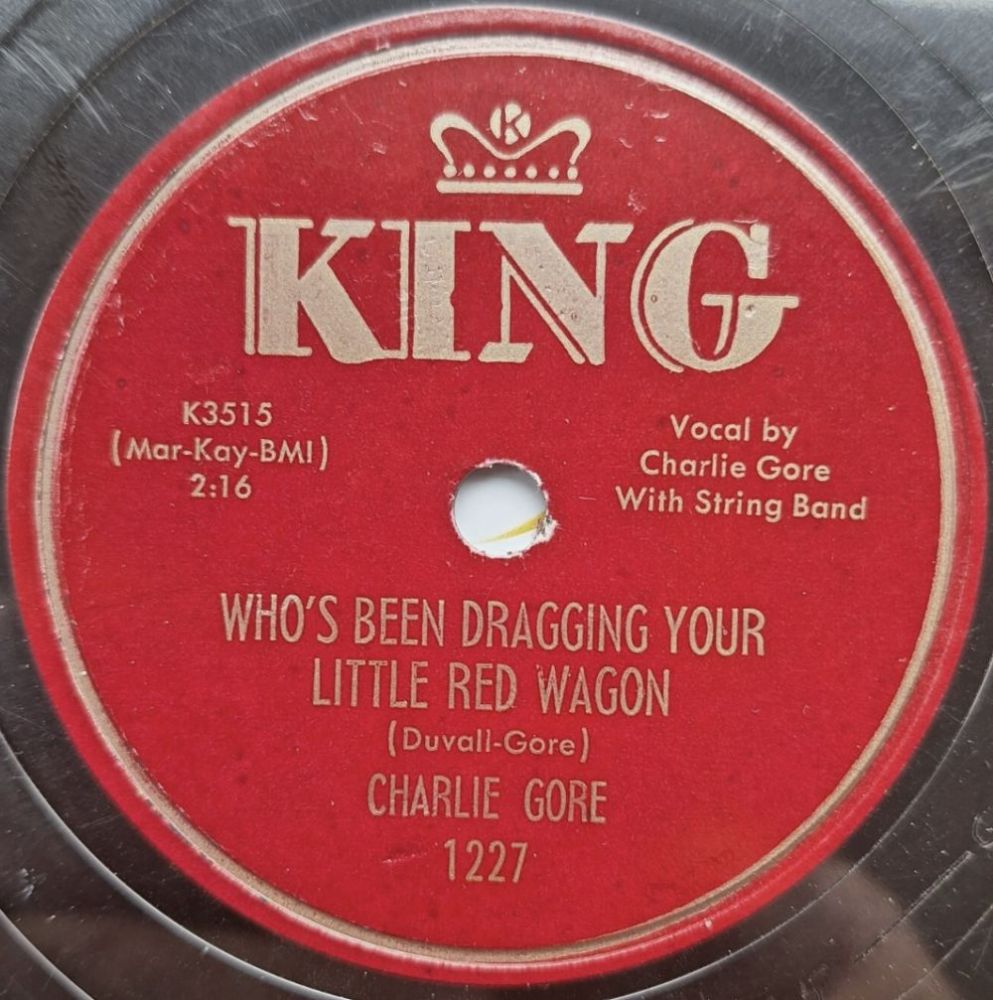 K
KING
K3515
(Mar-Kay-BMI)
2:16
Vocal by
Charlie Gore
With String Band
WHO'S BEEN DRAGGING YOUR
LITTLE RED WAGON
(Duvall-Gore)
CHARLIE GORE
1227